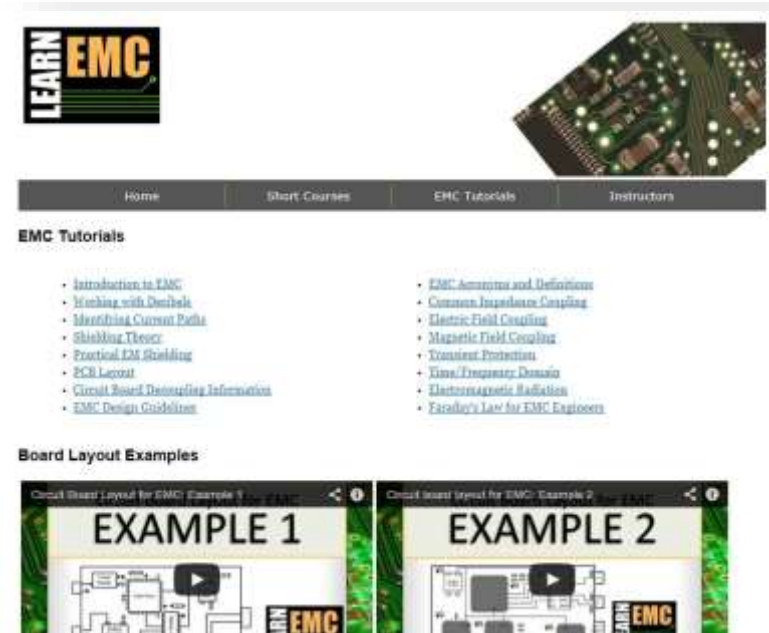 LEARN
EMC
Home
Short Courses
EMC Tutorials
Instructors
EMC Tutorials
Introduction to EMC
Working with Decibels
Identifying Current Paths
Shielding Theory
Practical EM Shielding
PCB Layout
Circuit Board Decoupling Information
EMC Design Guidelines
EMC Acronyms and Definitions
Common Impedance Coupling
Electric Field Coupling
Magnetic Field Coupling
Transient Protection
Time/Frequency Domain
Electromagnetic Radiation
Faraday's Law for EMC Engineers
Board Layout Examples
Circuit Board Layout for EMC: Example 1
EXAMPLE 1
EMC
Circuit board layout for EMC: Example 2
EXAMPLE 2
EMC